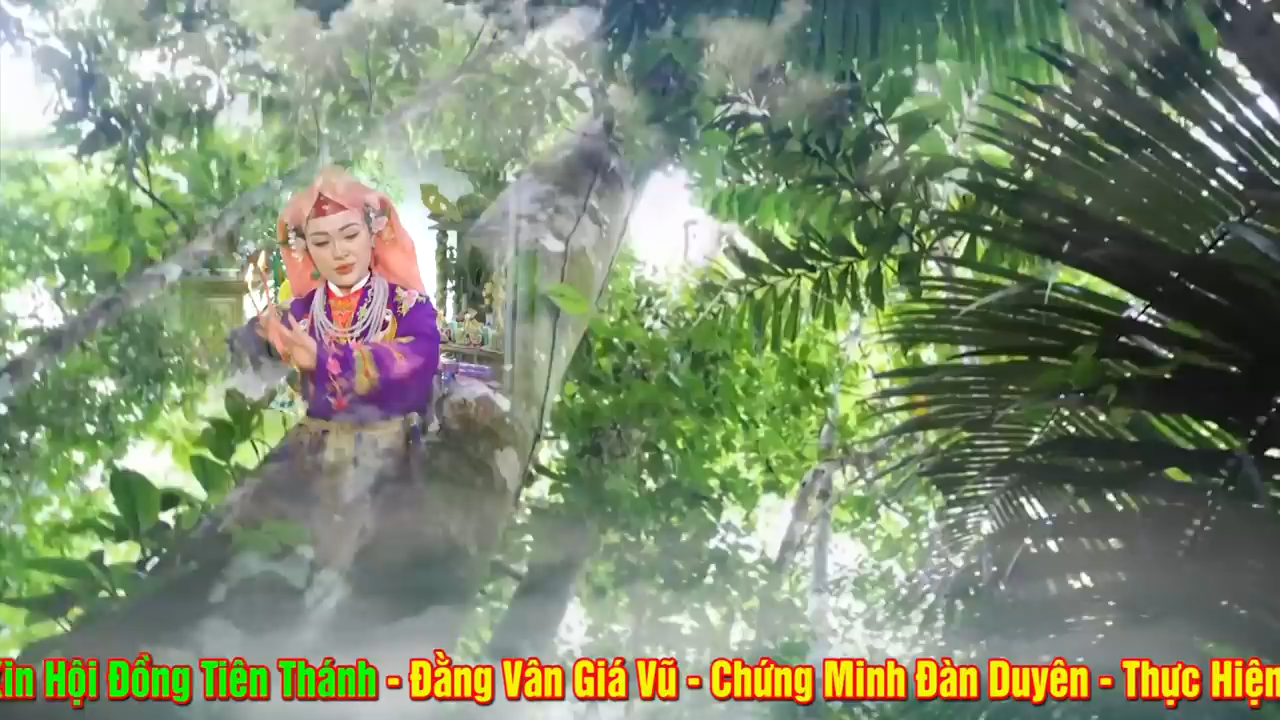 Xin Hội Đồng Tiên Thánh - Đằng Vân Giá Vũ - Chứng Minh Đàn Duyên - Thực Hiện